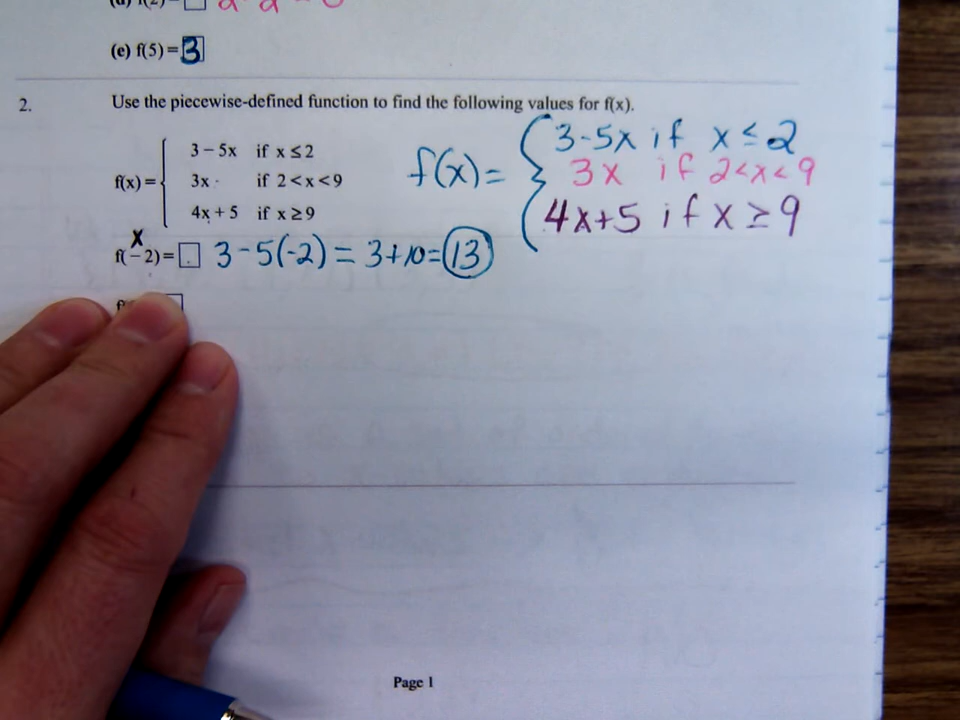 (e) f(5) = 3
2. Use the piecewise-defined function to find the following values for f(x).
f(x) = { 3 − 5x if x ≤ 2
3x if 2 < x < 9
4x + 5 if x ≥ 9
f(x) = { 3-5x if x ≤ 2
3x if 2<x<9
4x+5 if x ≥ 9
x
f(−2) = □ 3-5(-2) = 3+10= 13
Page 1